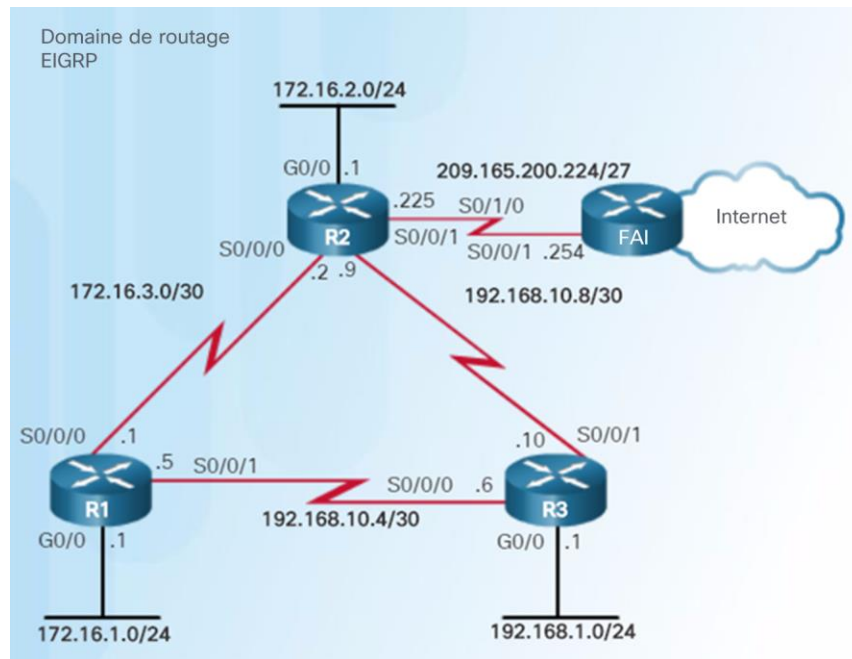 Domaine de routage
EIGRP
172.16.2.0/24
G0/0 .1
209.165.200.224/27
.225 S0/1/0
R2
S0/0/1
S0/0/1 .254
FAI
Internet
S0/0/0
.2 .9
172.16.3.0/30
192.168.10.8/30
S0/0/0 .1
.10 S0/0/1
.5 S0/0/1
S0/0/0 .6
R1
R3
192.168.10.4/30
G0/0 .1
G0/0 .1
172.16.1.0/24
192.168.1.0/24